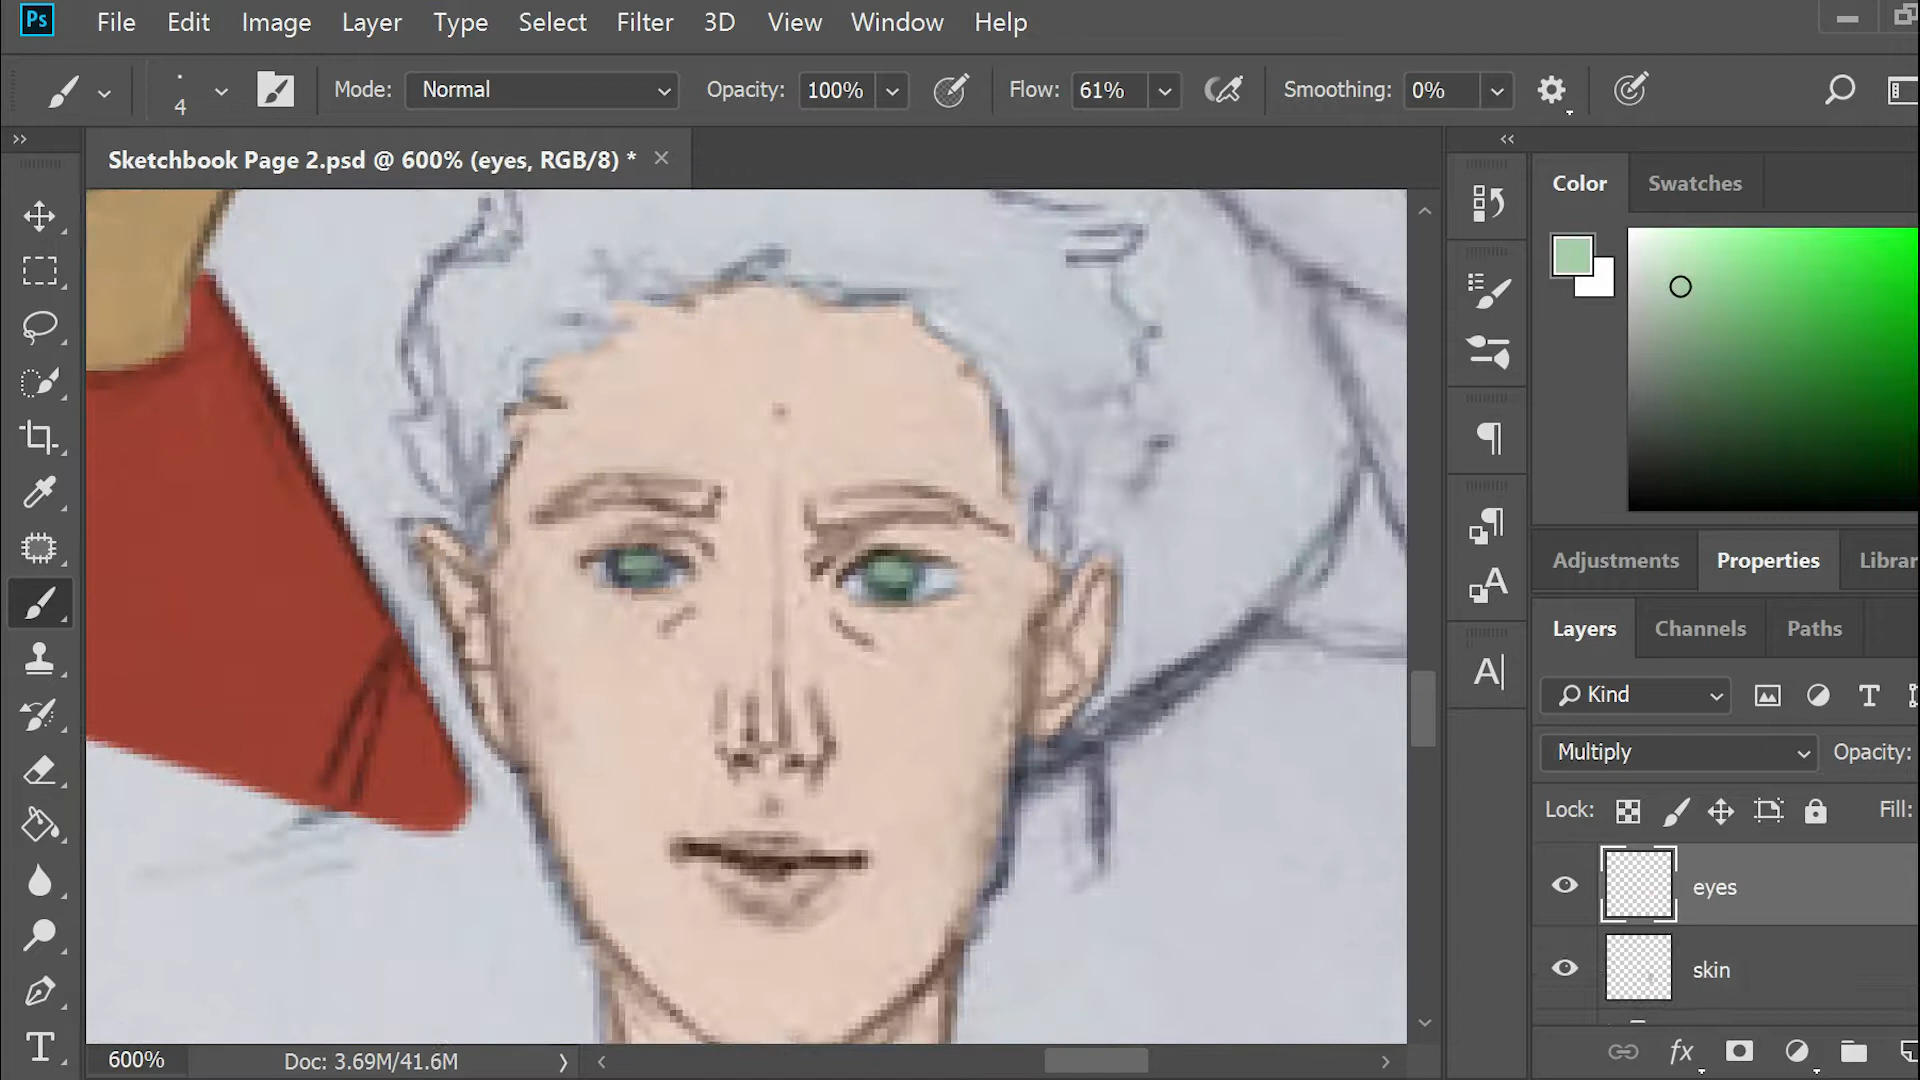 Ps File Edit Image Layer Type Select Filter 3D View Window Help
4 Mode: Normal Opacity: 100% Flow: 61% Smoothing: 0%
Sketchbook Page 2.psd @ 600% (eyes, RGB/8) *
Color Swatches
Adjustments Properties Librar
Layers Channels Paths
Kind
Multiply Opacity:
Lock: Fill:
eyes
skin
fx
600% Doc: 3.69M/41.6M